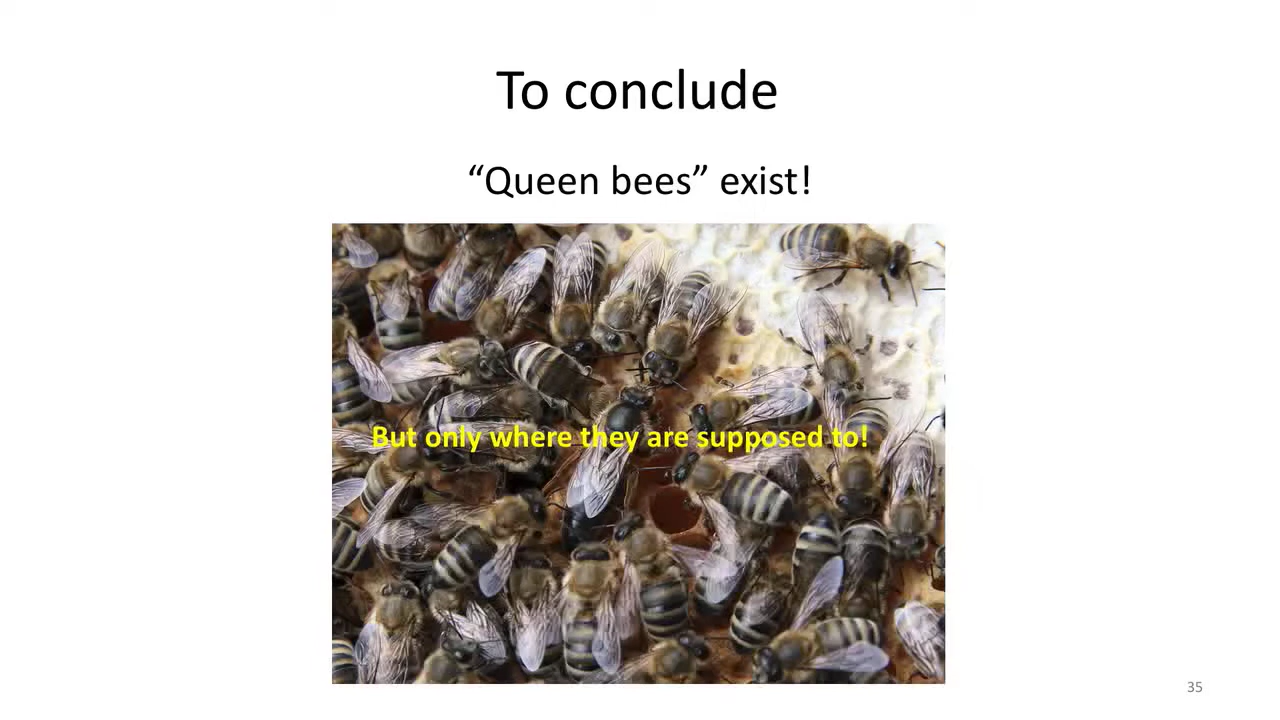 To conclude
“Queen bees” exist!
But only where they are supposed to!
35